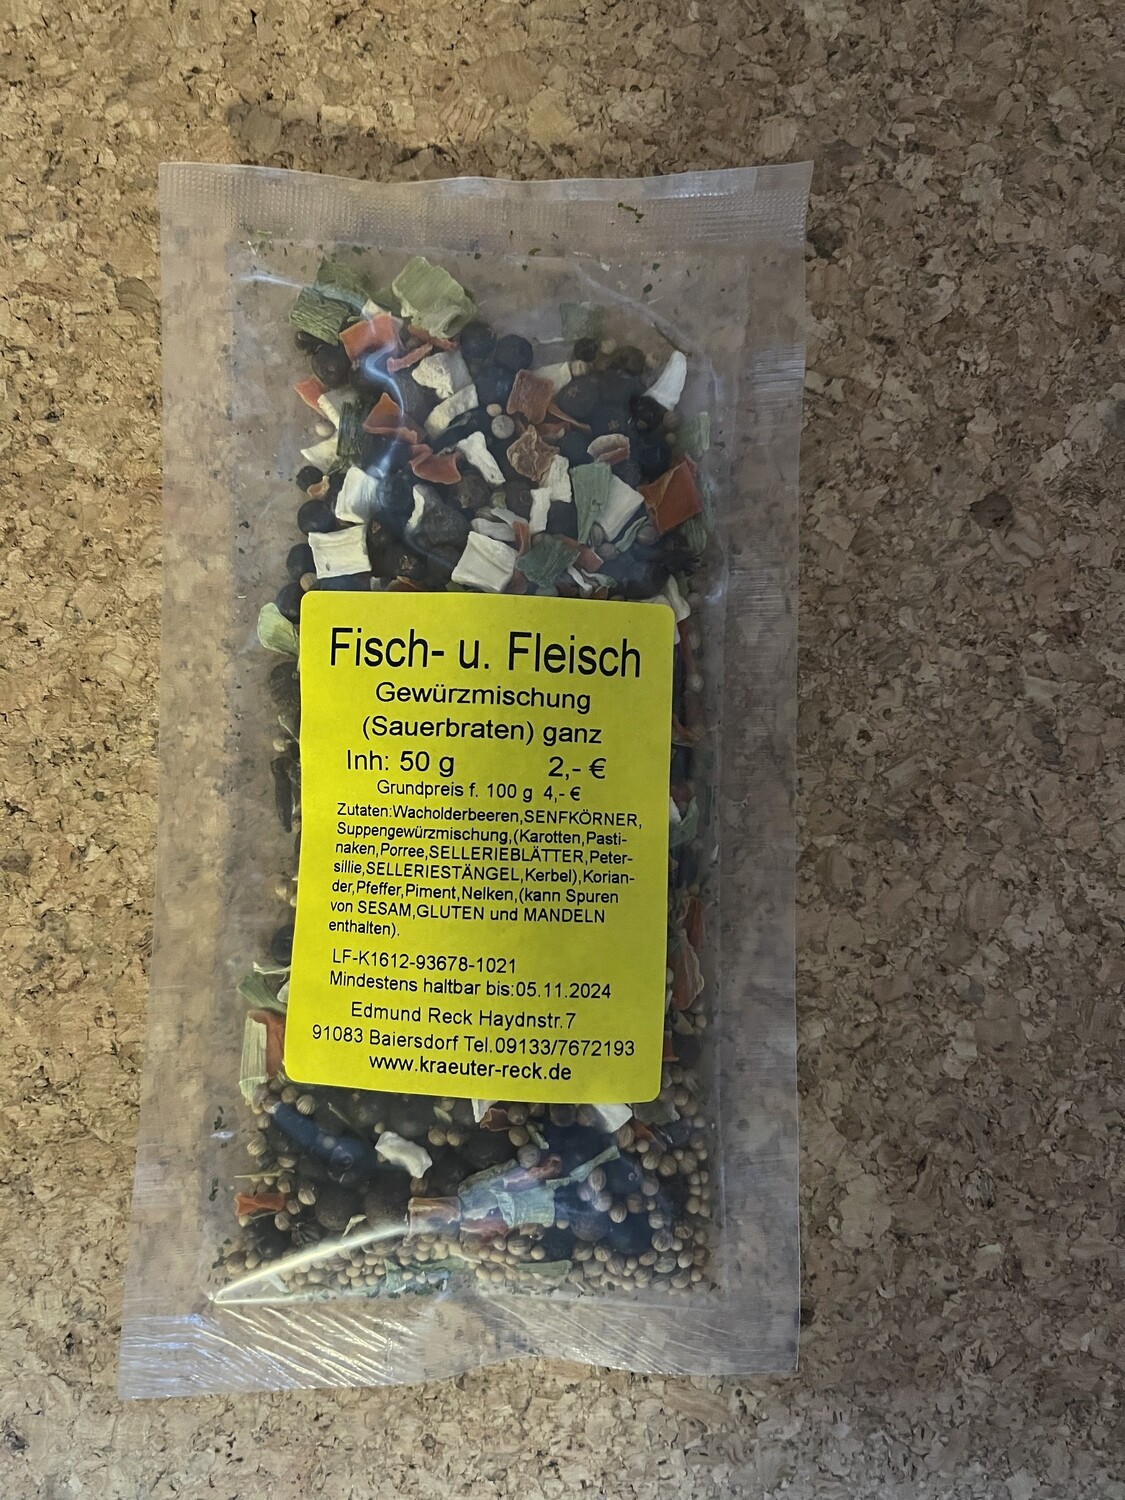 Fisch- u. Fleisch
Gewürzmischung
(Sauerbraten) ganz
Inh: 50 g 2,- €
Grundpreis f. 100 g 4,- €
Zutaten:Wacholderbeeren,SENFKÖRNER,
Suppengewürzmischung,(Karotten,Pasti-
naken,Porree,SELLERIEBLÄTTER,Peter-
sillie,SELLERIESTÄNGEL,Kerbel),Korian-
der,Pfeffer,Piment,Nelken,(kann Spuren
von SESAM,GLUTEN und MANDELN
enthalten).
LF-K1612-93678-1021
Mindestens haltbar bis:05.11.2024
Edmund Reck Haydnstr.7
91083 Baiersdorf Tel.09133/7672193
www.kraeuter-reck.de